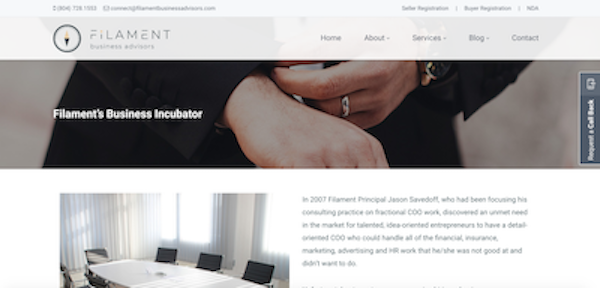 (804) 728.1553 connect@filamentbusinessadvisors.com
Seller Registration | Buyer Registration | NDA
FILAMENT
business advisors
Home About Services Blog Contact
Request a Call Back
Filament's Business Incubator
In 2007 Filament Principal Jason Savedoff, who had been focusing his
consulting practice on fractional COO work, discovered an unmet need
in the market for talented, idea-oriented entrepreneurs to have a detail-
oriented COO who could handle all of the financial, insurance,
marketing, advertising and HR work that he/she was not good at and
didn't want to do.